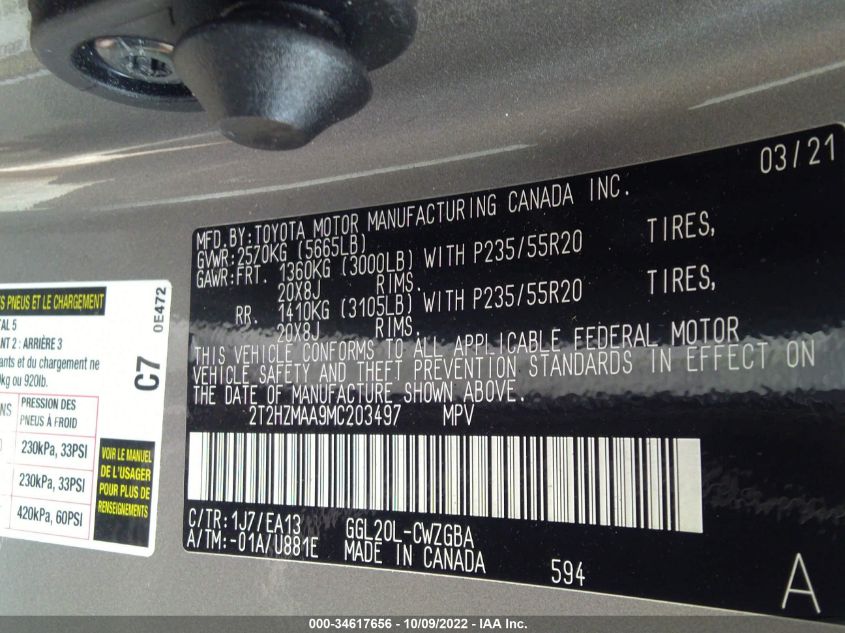 03/21
MFD.BY:TOYOTA MOTOR MANUFACTURING CANADA INC.
GVWR:2570KG (5665LB)
GAWR:FRT. 1360KG (3000LB) WITH P235/55R20 TIRES,
20X8J RIMS.
RR. 1410KG (3105LB) WITH P235/55R20 TIRES,
20X8J RIMS.
THIS VEHICLE CONFORMS TO ALL APPLICABLE FEDERAL MOTOR
VEHICLE SAFETY AND THEFT PREVENTION STANDARDS IN EFFECT ON
THE DATE OF MANUFACTURE SHOWN ABOVE.
2T2HZMAA9MC203497 MPV
C/TR:1J7/EA13 GGL20L-CWZGBA
A/TM:-01A/U881E MADE IN CANADA 594
A
PNEUS ET LE CHARGEMENT
5
2 : ARRIÈRE 3
et du chargement ne
kg ou 920lb.
PRESSION DES
PNEUS À FROID
230kPa, 33PSI
230kPa, 33PSI
420kPa, 60PSI
C7
0E472
VOIR LE MANUEL
DE L'USAGER
POUR PLUS DE
RENSEIGNEMENTS
000-34617656 - 10/09/2022 - IAA Inc.